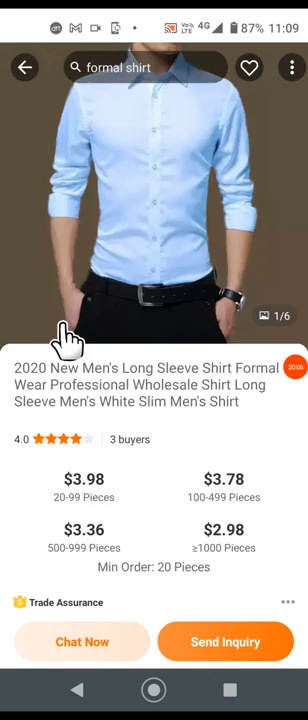 4G 87% 11:09
formal shirt
1/6
2020 New Men's Long Sleeve Shirt Formal
Wear Professional Wholesale Shirt Long
Sleeve Men's White Slim Men's Shirt
20:06
4.0 3 buyers
$3.98 $3.78
20-99 Pieces 100-499 Pieces
$3.36 $2.98
500-999 Pieces ≥1000 Pieces
Min Order: 20 Pieces
Trade Assurance
Chat Now Send Inquiry